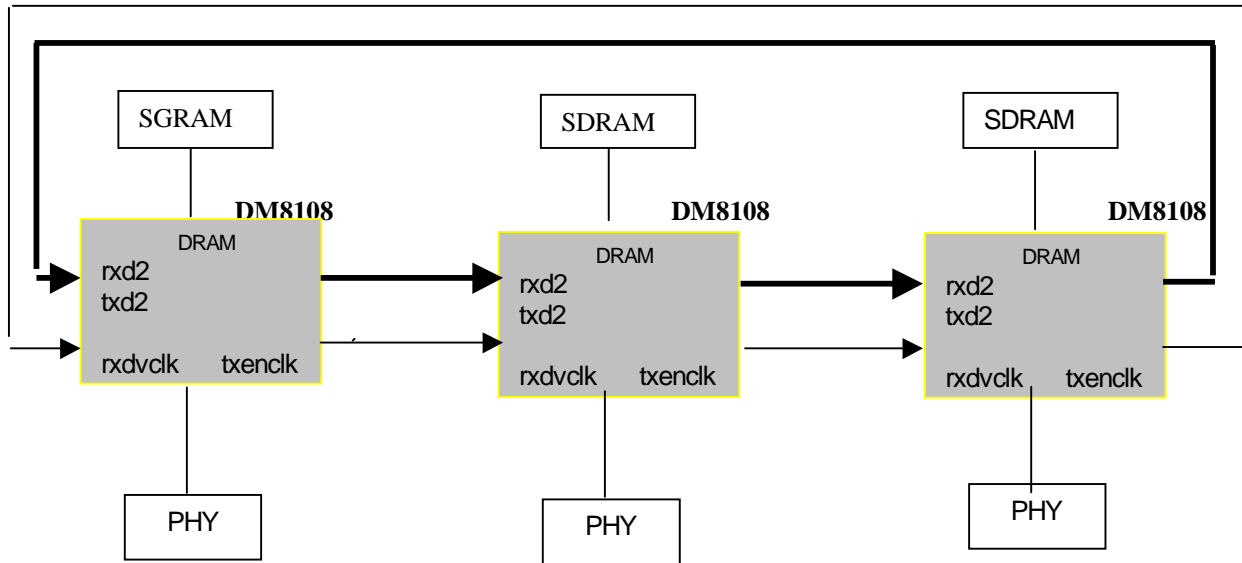 SGRAM
SDRAM
SDRAM
DM8108
DM8108
DM8108
DRAM
rxd2
txd2
rxdvclk txenclk
DRAM
rxd2
txd2
rxdvclk txenclk
DRAM
rxd2
txd2
rxdvclk txenclk
PHY
PHY
PHY